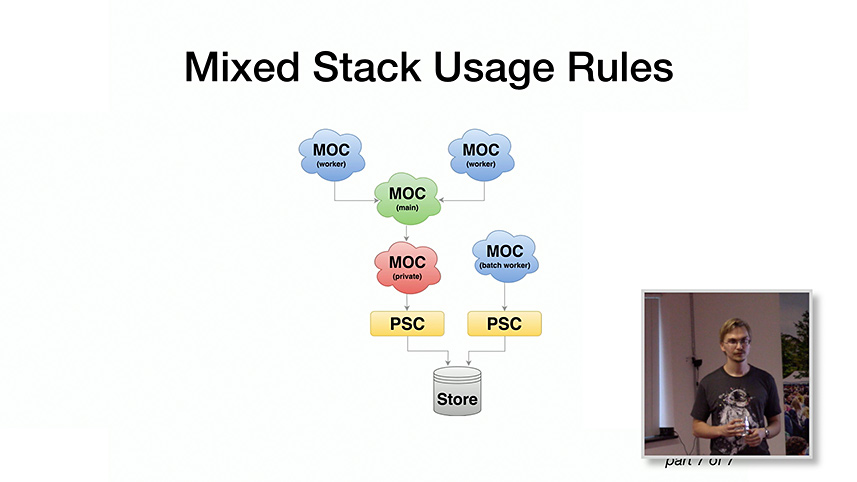 Mixed Stack Usage Rules
MOC
(worker)
MOC
(worker)
MOC
(main)
MOC
(private)
MOC
(batch worker)
PSC
PSC
Store
part 7 of 7